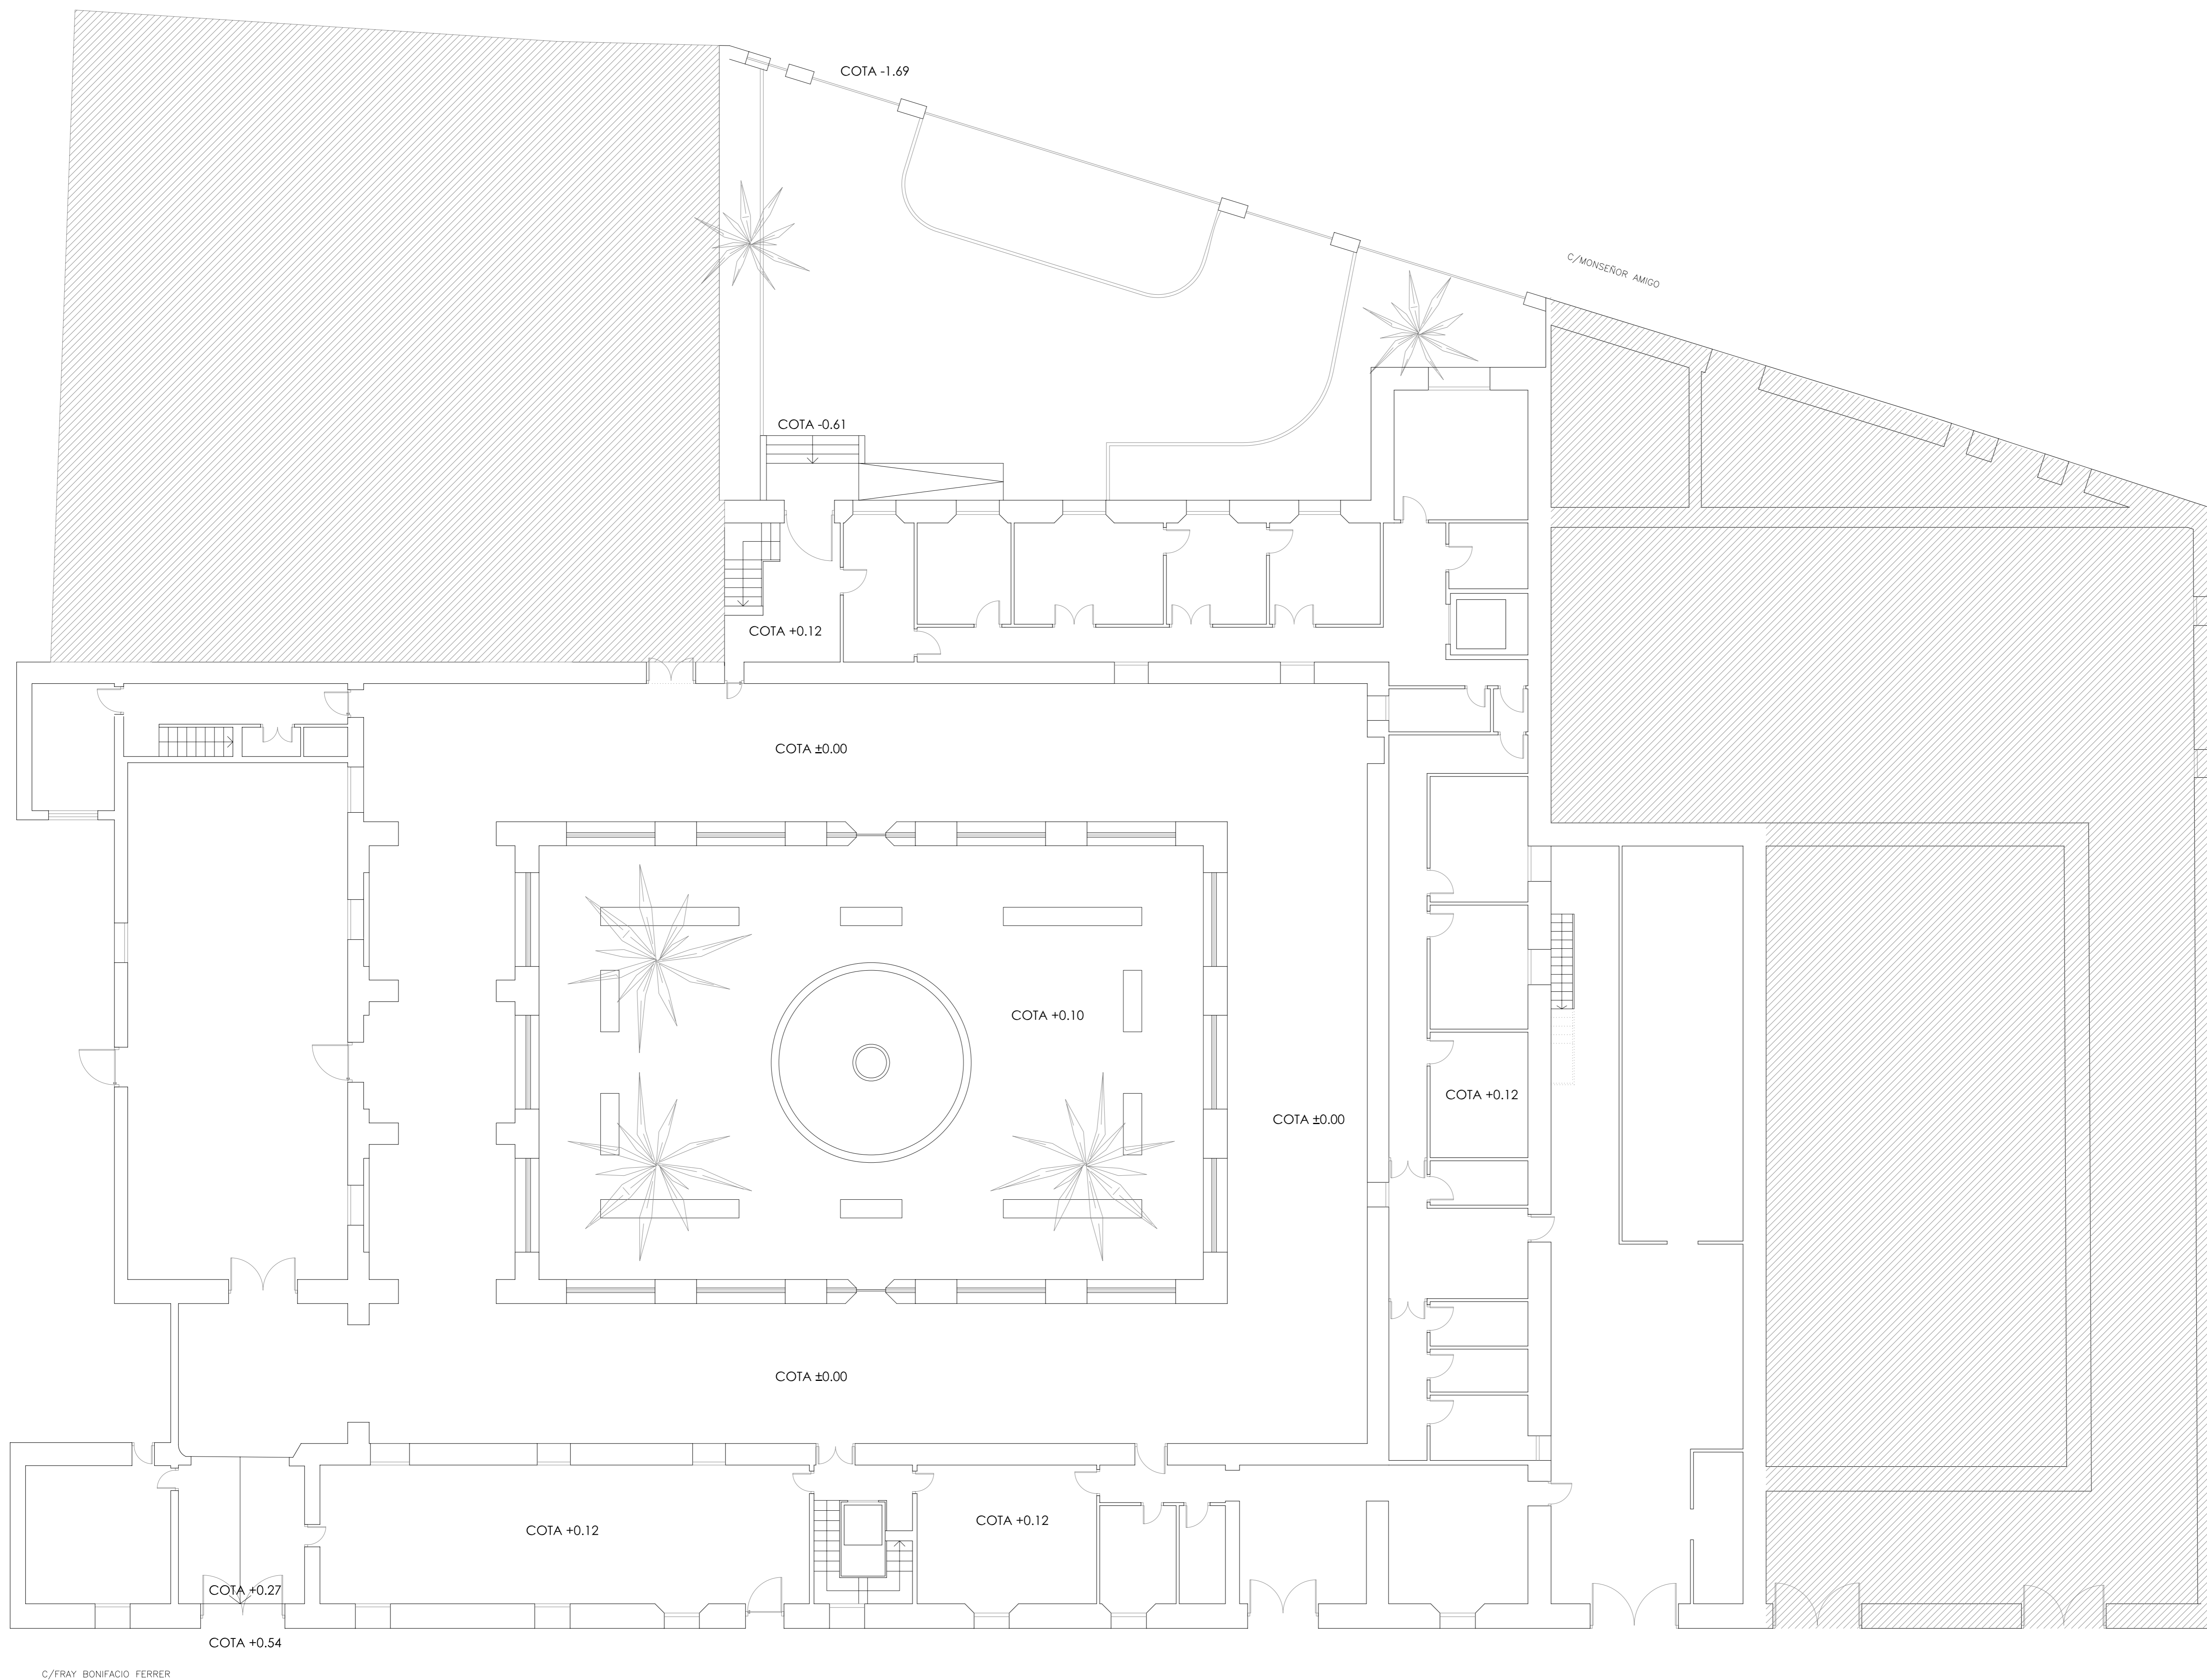 COTA -1.69
C/MONSEÑOR AMIGO
COTA -0.61
COTA +0.12
COTA ±0.00
COTA +0.10
COTA +0.12
COTA ±0.00
COTA ±0.00
COTA +0.12
COTA +0.12
COTA +0.27
COTA +0.54
C/FRAY BONIFACIO FERRER